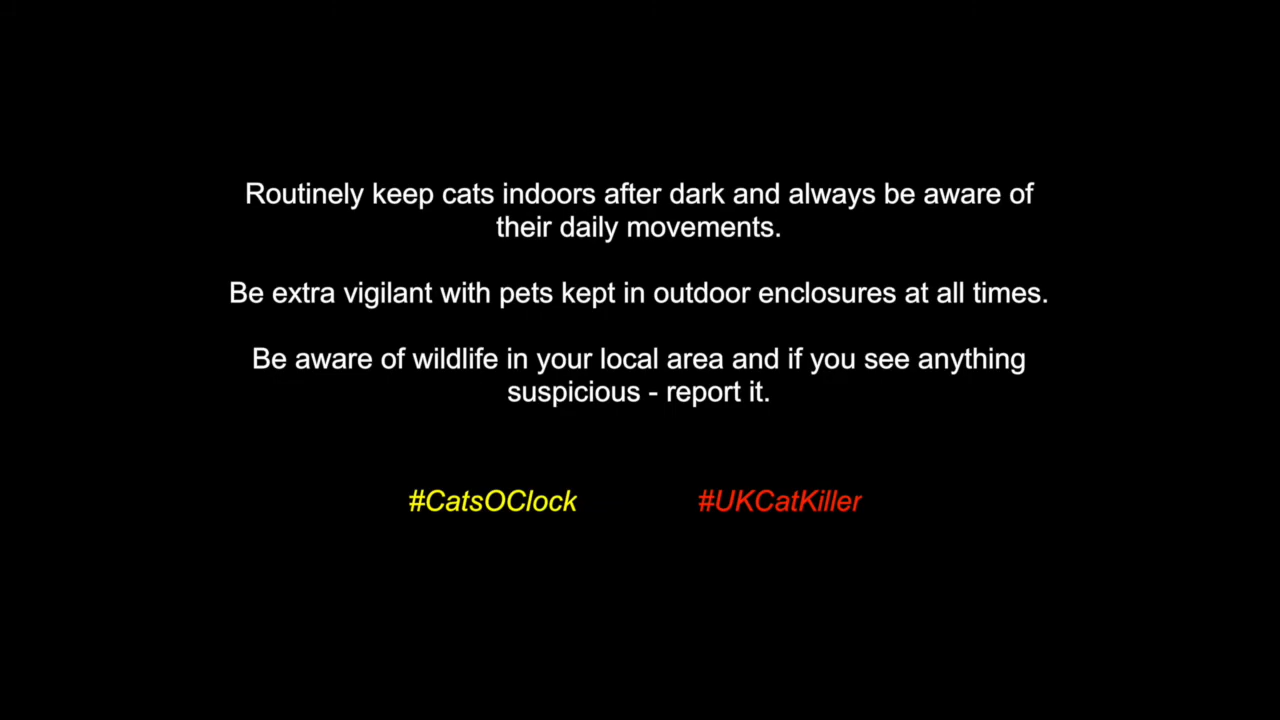 Routinely keep cats indoors after dark and always be aware of
their daily movements.
Be extra vigilant with pets kept in outdoor enclosures at all times.
Be aware of wildlife in your local area and if you see anything
suspicious - report it.
#CatsOClock #UKCatKiller